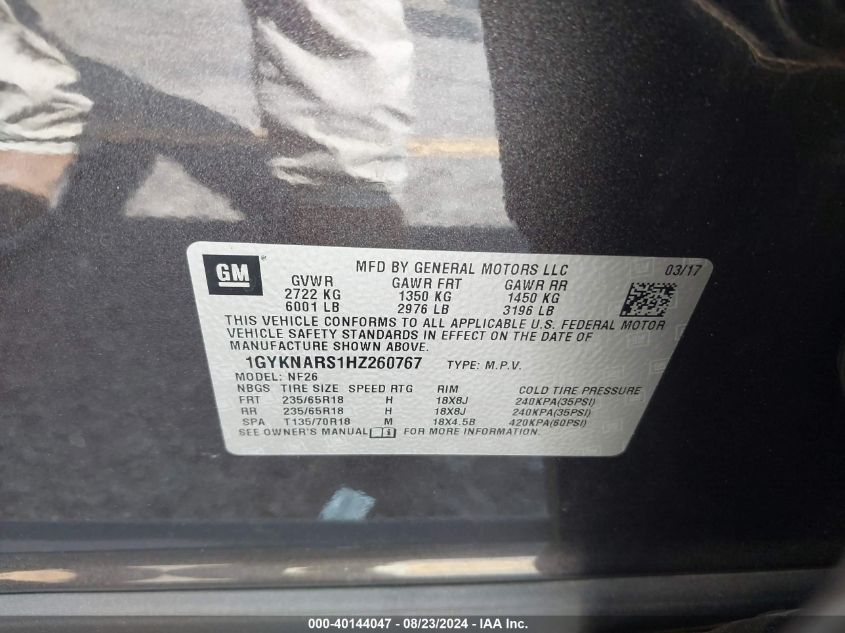 GM
MFD BY GENERAL MOTORS LLC 03/17
GVWR GAWR FRT GAWR RR
2722 KG 1350 KG 1450 KG
6001 LB 2976 LB 3196 LB
THIS VEHICLE CONFORMS TO ALL APPLICABLE U.S. FEDERAL MOTOR
VEHICLE SAFETY STANDARDS IN EFFECT ON THE DATE OF
MANUFACTURE SHOWN ABOVE.
1GYKNARS1HZ260767 TYPE: M.P.V.
MODEL: NF26
NBGS TIRE SIZE SPEED RTG RIM COLD TIRE PRESSURE
FRT 235/65R18 H 18X8J 240KPA(35PSI)
RR 235/65R18 H 18X8J 240KPA(35PSI)
SPA T135/70R18 M 18X4.5B 420KPA(60PSI)
SEE OWNER'S MANUAL FOR MORE INFORMATION.
000-40144047 - 08/23/2024 - IAA Inc.